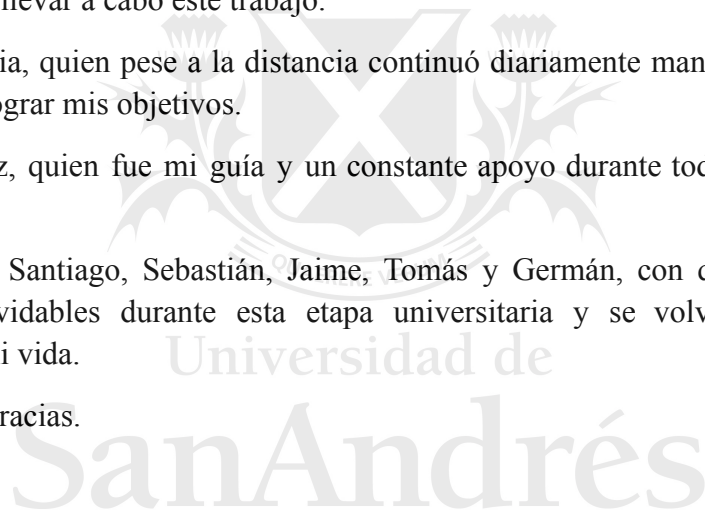 llevar a cabo este trabajo.
ia, quien pese a la distancia continuó diariamente man
ograr mis objetivos.
z, quien fue mi guía y un constante apoyo durante tod
Santiago, Sebastián, Jaime, Tomás y Germán, con
vidables durante esta etapa universitaria y se volv
i vida.
racias.
Universidad de
SanAndrés